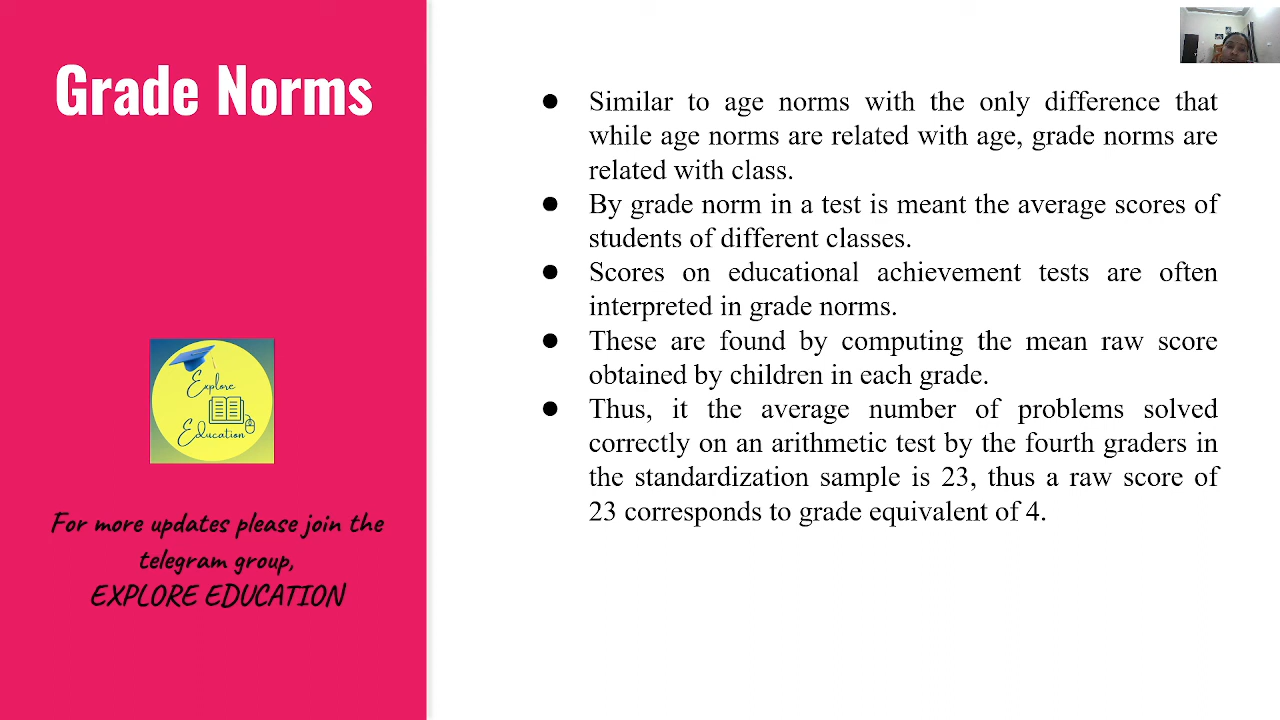 Grade Norms
Explore
Education
For more updates please join the
telegram group,
EXPLORE EDUCATION
● Similar to age norms with the only difference that
while age norms are related with age, grade norms are
related with class.
● By grade norm in a test is meant the average scores of
students of different classes.
● Scores on educational achievement tests are often
interpreted in grade norms.
● These are found by computing the mean raw score
obtained by children in each grade.
● Thus, it the average number of problems solved
correctly on an arithmetic test by the fourth graders in
the standardization sample is 23, thus a raw score of
23 corresponds to grade equivalent of 4.